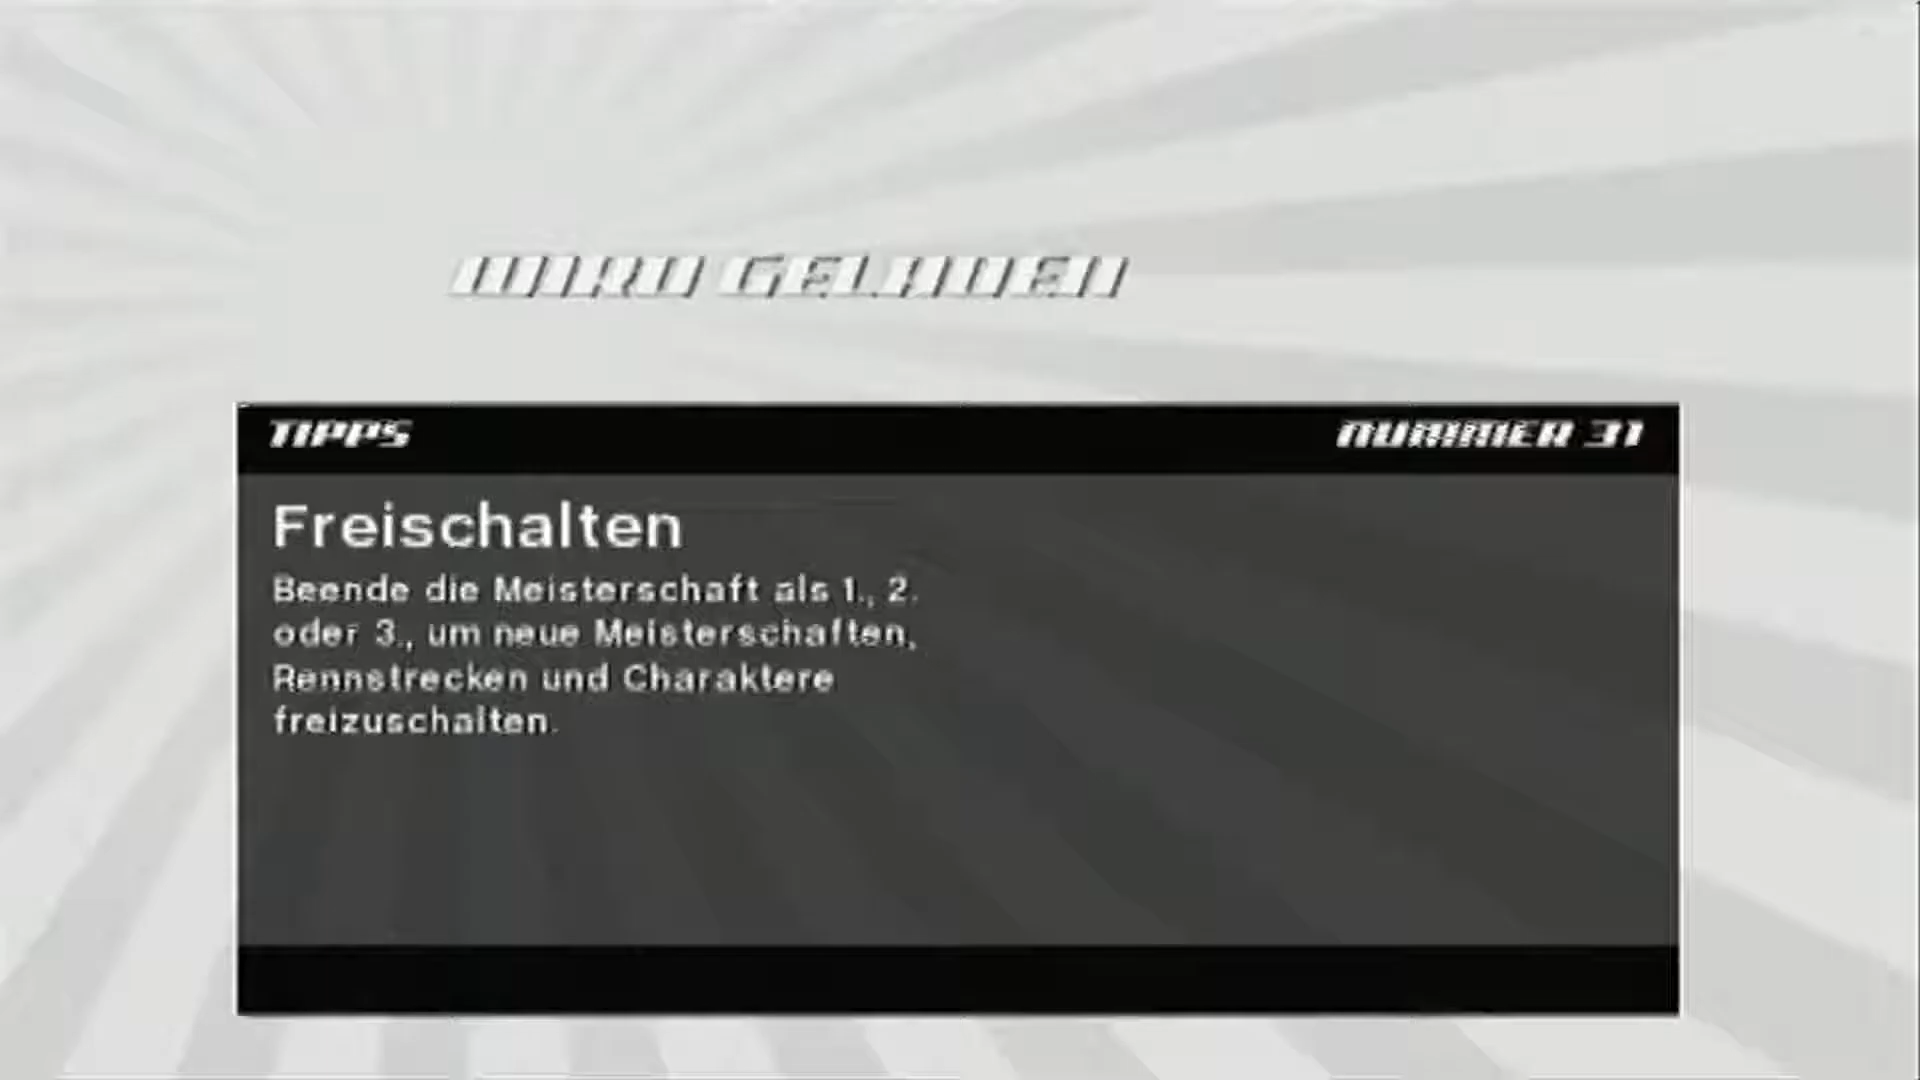 WIRD GELADEN
TIPPS
NUMMER 31
Freischalten
Beende die Meisterschaft als 1., 2.
oder 3., um neue Meisterschaften,
Rennstrecken und Charaktere
freizuschalten.